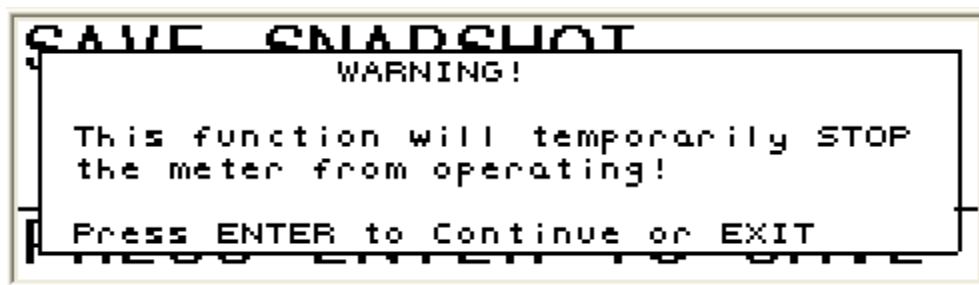 SAVE SNAPSHOT
WARNING!
This function will temporarily STOP
the meter from operating!
Press ENTER to Continue or EXIT
PRESS ENTER TO SAVE